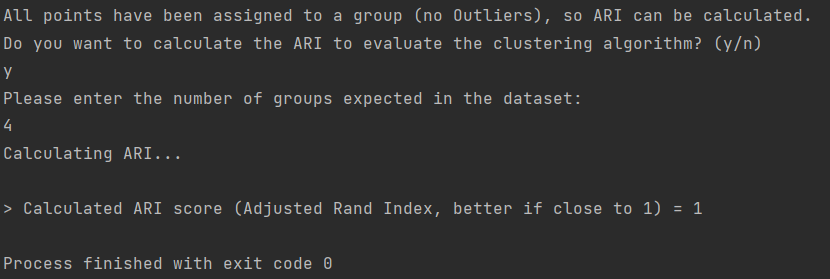 All points have been assigned to a group (no Outliers), so ARI can be calculated.
Do you want to calculate the ARI to evaluate the clustering algorithm? (y/n)
y
Please enter the number of groups expected in the dataset:
4
Calculating ARI...
> Calculated ARI score (Adjusted Rand Index, better if close to 1) = 1
Process finished with exit code 0